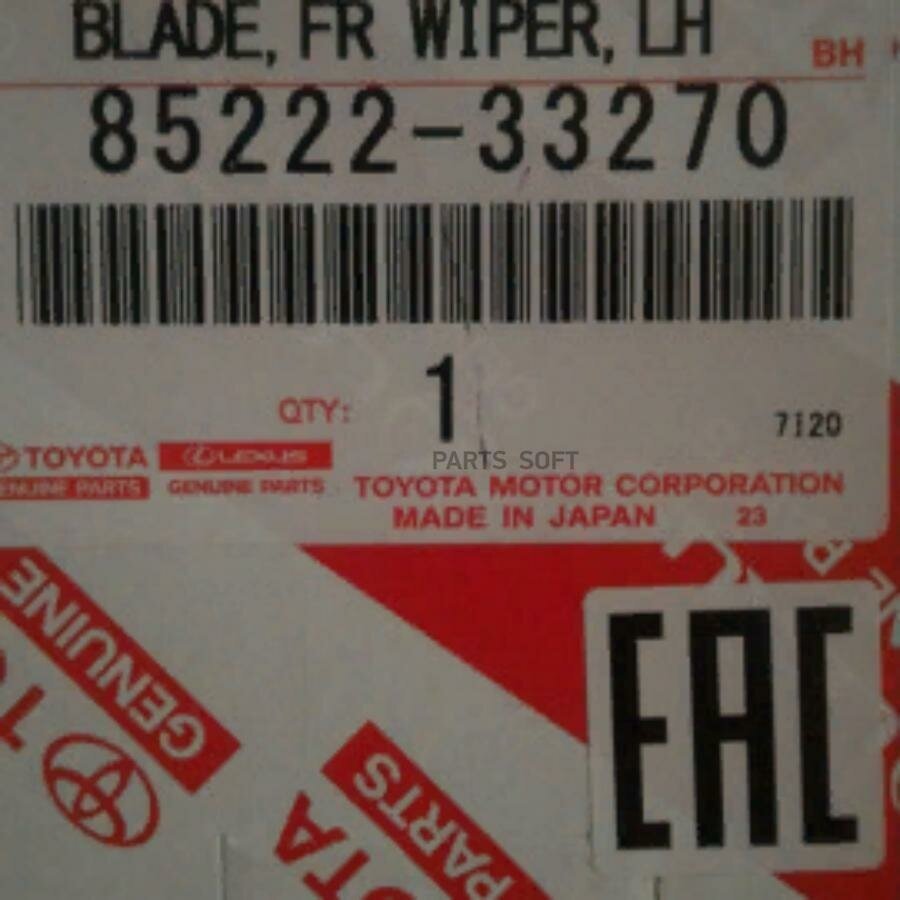 BLADE, FR WIPER, LH
BH
85222-33270
QTY: 1
7120
TOYOTA LEXUS
GENUINE PARTS GENUINE PARTS
PARTS SOFT
TOYOTA MOTOR CORPORATION
MADE IN JAPAN 23
GENUINE
PARTS
EAC